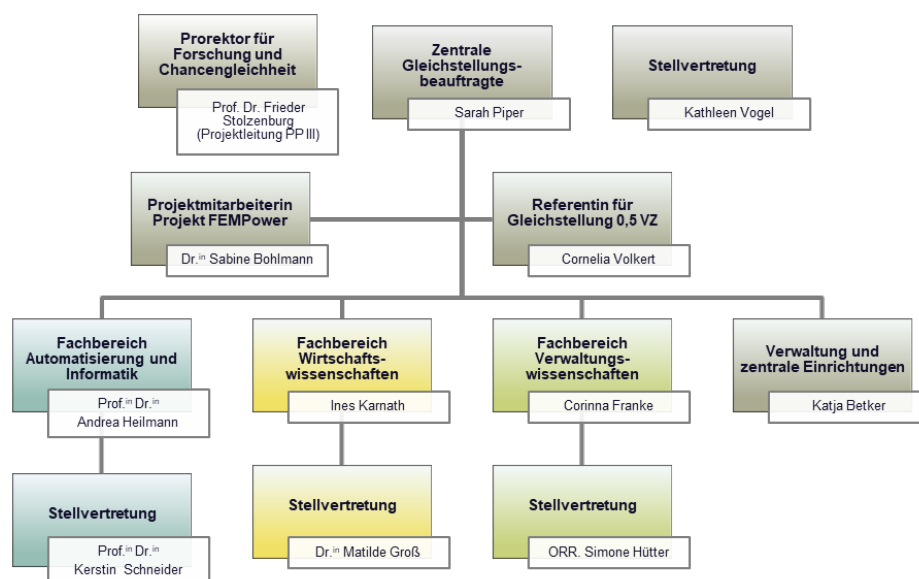 Prorektor für
Forschung und
Chancengleichheit
Prof. Dr. Frieder
Stolzenburg
(Projektleitung PP III)
Zentrale
Gleichstellungs-
beauftragte
Sarah Piper
Stellvertretung
Kathleen Vogel
Projektmitarbeiterin
Projekt FEMPower
Dr.ⁱⁿ Sabine Bohlmann
Referentin für
Gleichstellung 0,5 VZ
Cornelia Volkert
Fachbereich
Automatisierung und
Informatik
Prof.ⁱⁿ Dr.ⁱⁿ
Andrea Heilmann
Fachbereich
Wirtschafts-
wissenschaften
Ines Karnath
Fachbereich
Verwaltungs-
wissenschaften
Corinna Franke
Verwaltung und
zentrale Einrichtungen
Katja Betker
Stellvertretung
Prof.ⁱⁿ Dr.ⁱⁿ
Kerstin Schneider
Stellvertretung
Dr.ⁱⁿ Matilde Groß
Stellvertretung
ORR. Simone Hütter